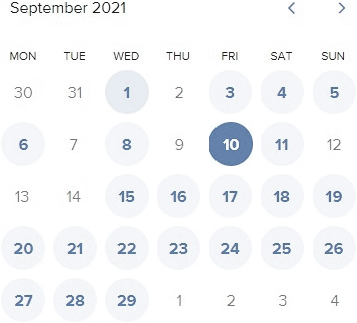 September 2021 < >
MON TUE WED THU FRI SAT SUN
30 31 1 2 3 4 5
6 7 8 9 10 11 12
13 14 15 16 17 18 19
20 21 22 23 24 25 26
27 28 29 1 2 3 4